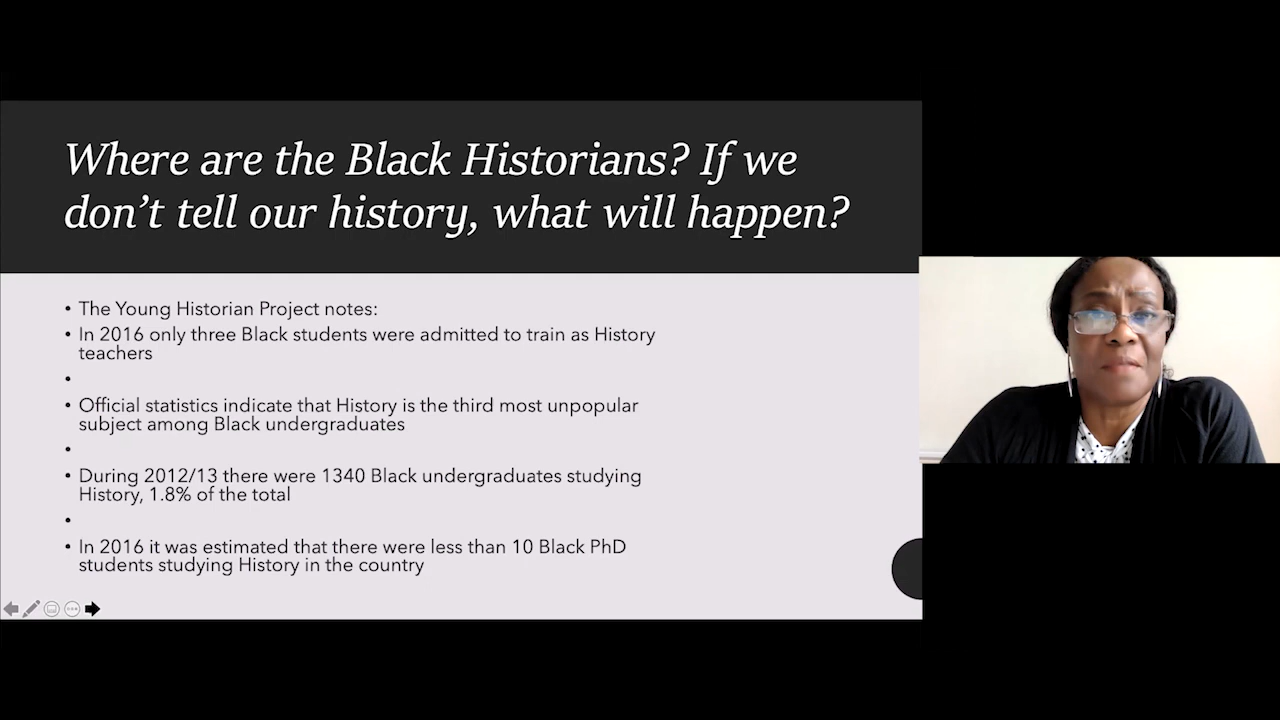 Where are the Black Historians? If we
don't tell our history, what will happen?
• The Young Historian Project notes:
• In 2016 only three Black students were admitted to train as History
teachers
•
• Official statistics indicate that History is the third most unpopular
subject among Black undergraduates
•
• During 2012/13 there were 1340 Black undergraduates studying
History, 1.8% of the total
•
• In 2016 it was estimated that there were less than 10 Black PhD
students studying History in the country